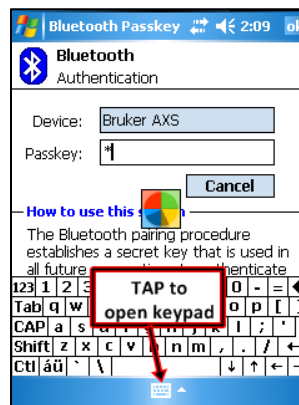 Bluetooth Passkey 2:09 ok
Bluetooth
Authentication
Device: Bruker AXS
Passkey: *
Cancel
How to use this
The Bluetooth pairing procedure
establishes a secret key that is used in
all future
TAP to
open keypad
123 1 2 3 0 - =
Tab q w o p [ ]
CAP a s ; '
Shift z x c v b n m , . /
Ctl áü ` \ ↓ ↑ ← →